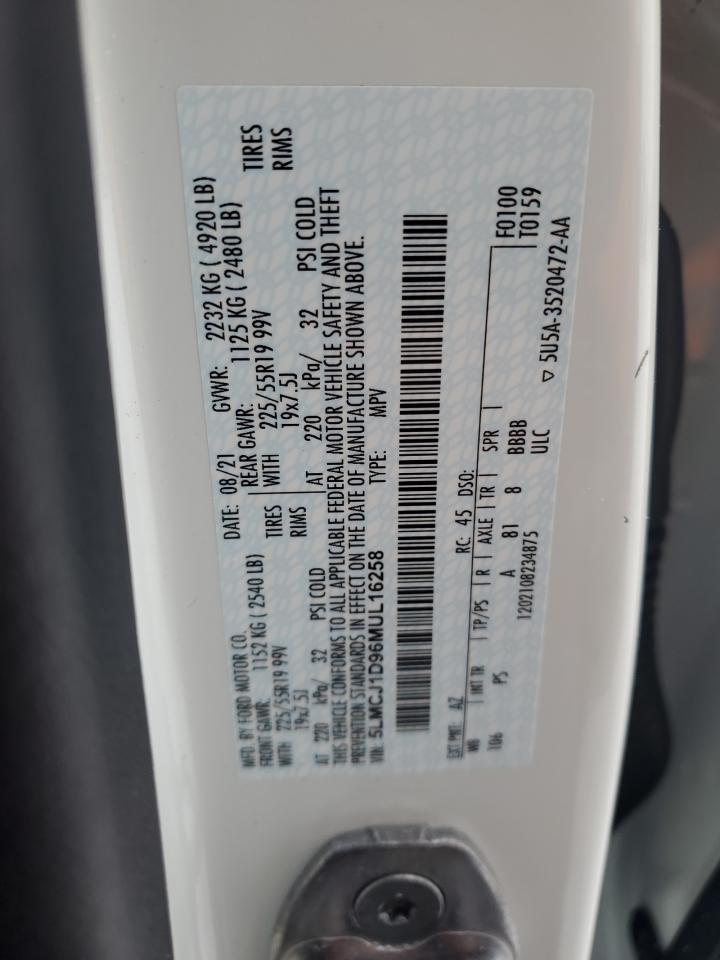 MFD. BY FORD MOTOR CO.
DATE: 08/21 GVWR: 2232 KG ( 4920 LB)
FRONT GAWR: 1152 KG ( 2540 LB) REAR GAWR: 1125 KG ( 2480 LB)
WITH 225/55R19 99V TIRES WITH 225/55R19 99V TIRES
19x7.5J RIMS 19x7.5J RIMS
AT 220 kPa/ 32 PSI COLD AT 220 kPa/ 32 PSI COLD
THIS VEHICLE CONFORMS TO ALL APPLICABLE FEDERAL MOTOR VEHICLE SAFETY AND THEFT
PREVENTION STANDARDS IN EFFECT ON THE DATE OF MANUFACTURE SHOWN ABOVE.
VIN: 5LMCJ1D96MUL16258 TYPE: MPV
EXT PNT: AZ RC: 45 DSO: F0100
WB INT TR TP/PS R AXLE TR SPR T0159
106 PS A 81 8 BBBB
1202108234875 ULC ▽ 5U5A-3520472-AA